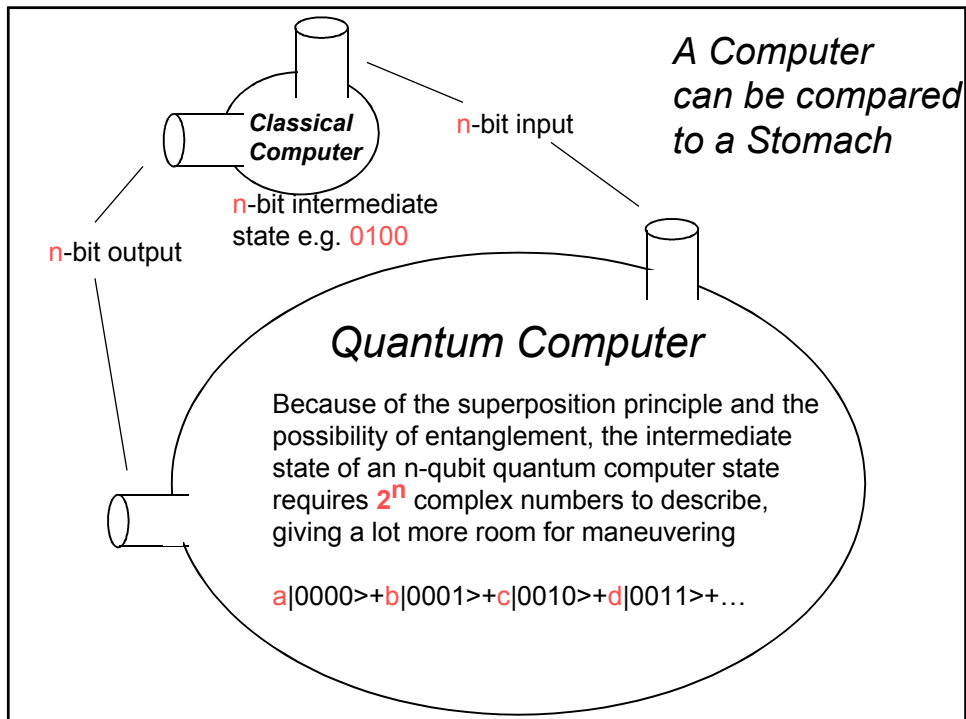 A Computer
can be compared
to a Stomach
Classical
Computer
n-bit input
n-bit intermediate
state e.g. 0100
n-bit output
Quantum Computer
Because of the superposition principle and the
possibility of entanglement, the intermediate
state of an n-qubit quantum computer state
requires 2ⁿ complex numbers to describe,
giving a lot more room for maneuvering
a|0000>+b|0001>+c|0010>+d|0011>+…